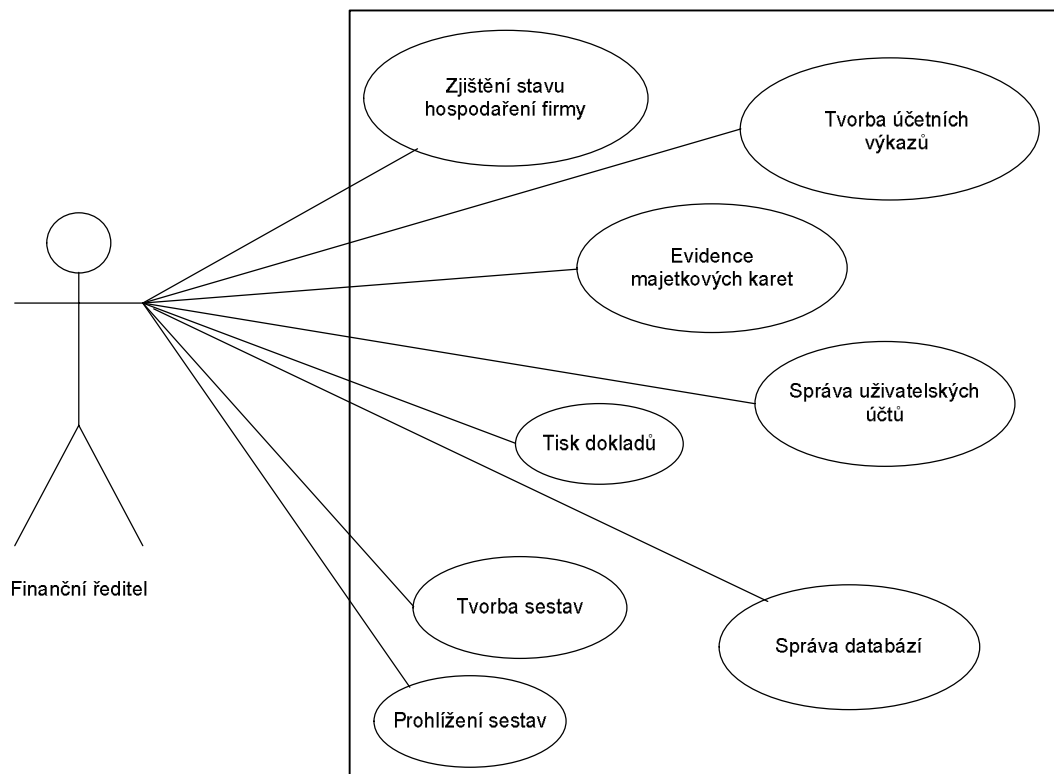 Zjištění stavu
hospodaření firmy
Tvorba účetních
výkazů
Evidence
majetkových karet
Správa uživatelských
účtů
Tisk dokladů
Finanční ředitel
Tvorba sestav
Správa databází
Prohlížení sestav